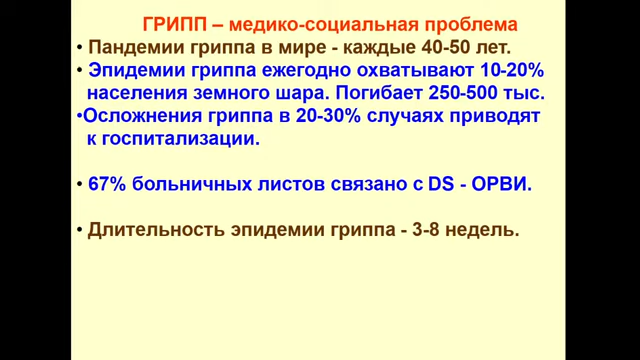 ГРИПП – медико-социальная проблема
• Пандемии гриппа в мире - каждые 40-50 лет.
• Эпидемии гриппа ежегодно охватывают 10-20%
населения земного шара. Погибает 250-500 тыс.
•Осложнения гриппа в 20-30% случаях приводят
к госпитализации.
• 67% больничных листов связано с DS - ОРВИ.
• Длительность эпидемии гриппа - 3-8 недель.